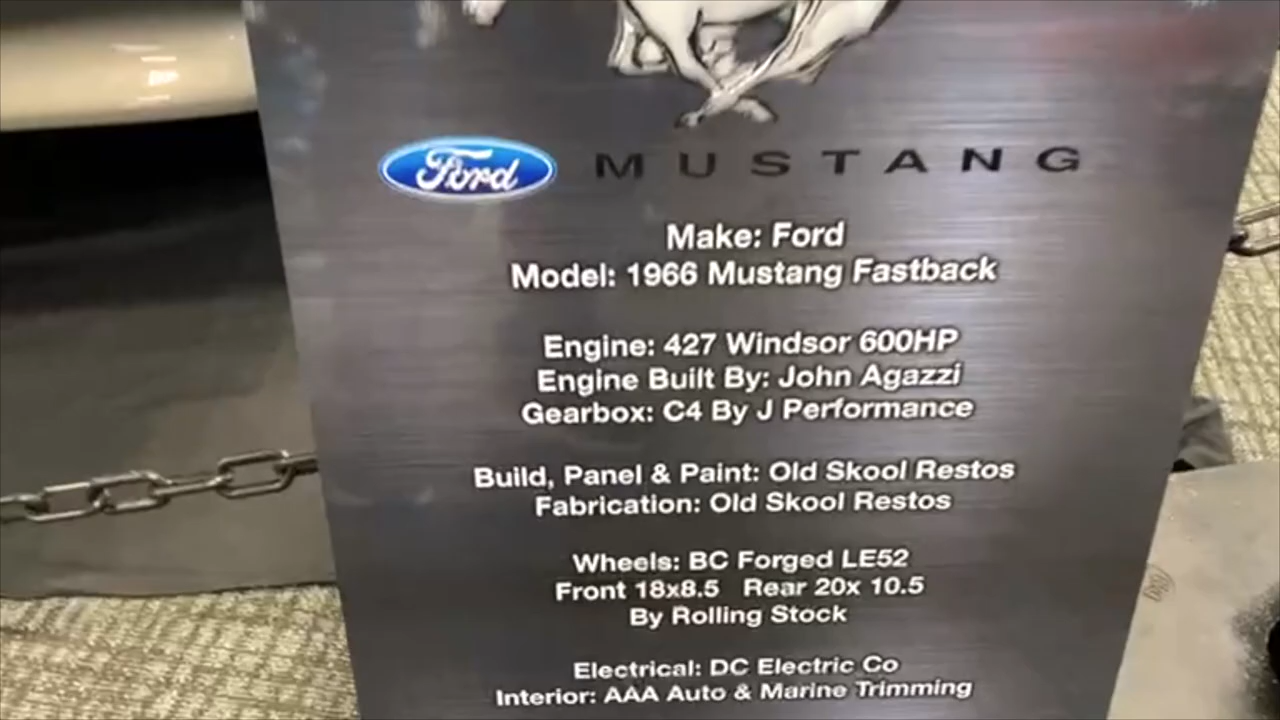 Ford MUSTANG
Make: Ford
Model: 1966 Mustang Fastback
Engine: 427 Windsor 600HP
Engine Built By: John Agazzi
Gearbox: C4 By J Performance
Build, Panel & Paint: Old Skool Restos
Fabrication: Old Skool Restos
Wheels: BC Forged LE52
Front 18x8.5 Rear 20x 10.5
By Rolling Stock
Electrical: DC Electric Co
Interior: AAA Auto & Marine Trimming